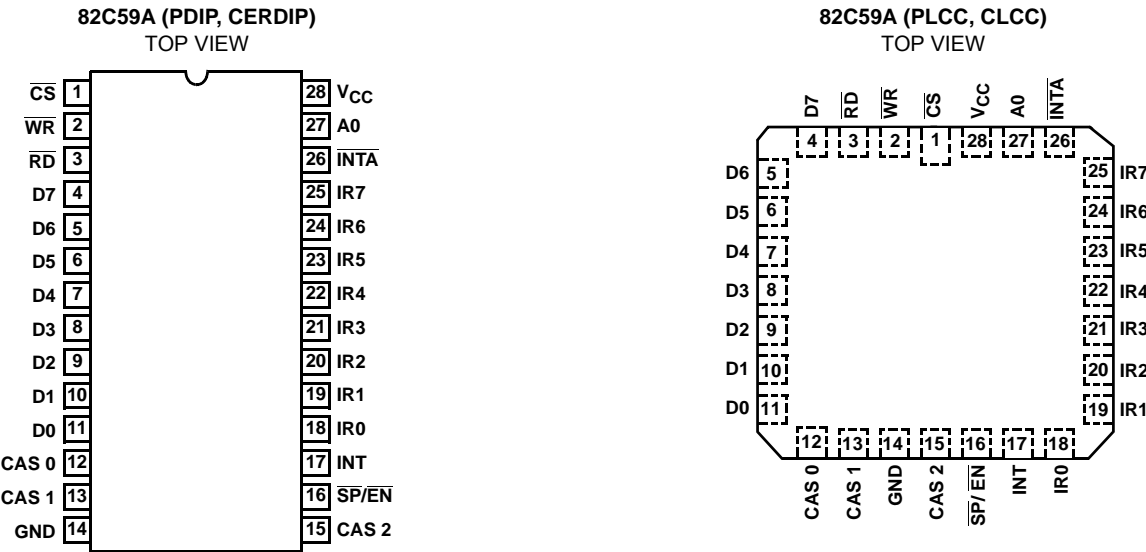 82C59A (PDIP, CERDIP)
TOP VIEW
CS 1
WR 2
RD 3
D7 4
D6 5
D5 6
D4 7
D3 8
D2 9
D1 10
D0 11
CAS 0 12
CAS 1 13
GND 14
28 VCC
27 A0
26 INTA
25 IR7
24 IR6
23 IR5
22 IR4
21 IR3
20 IR2
19 IR1
18 IR0
17 INT
16 SP/EN
15 CAS 2
82C59A (PLCC, CLCC)
TOP VIEW
D7 RD WR CS VCC A0 INTA
4 3 2 1 28 27 26
D6 5
D5 6
D4 7
D3 8
D2 9
D1 10
D0 11
25 IR7
24 IR6
23 IR5
22 IR4
21 IR3
20 IR2
19 IR1
12 13 14 15 16 17 18
CAS 0 CAS 1 GND CAS 2 SP/ EN INT IR0